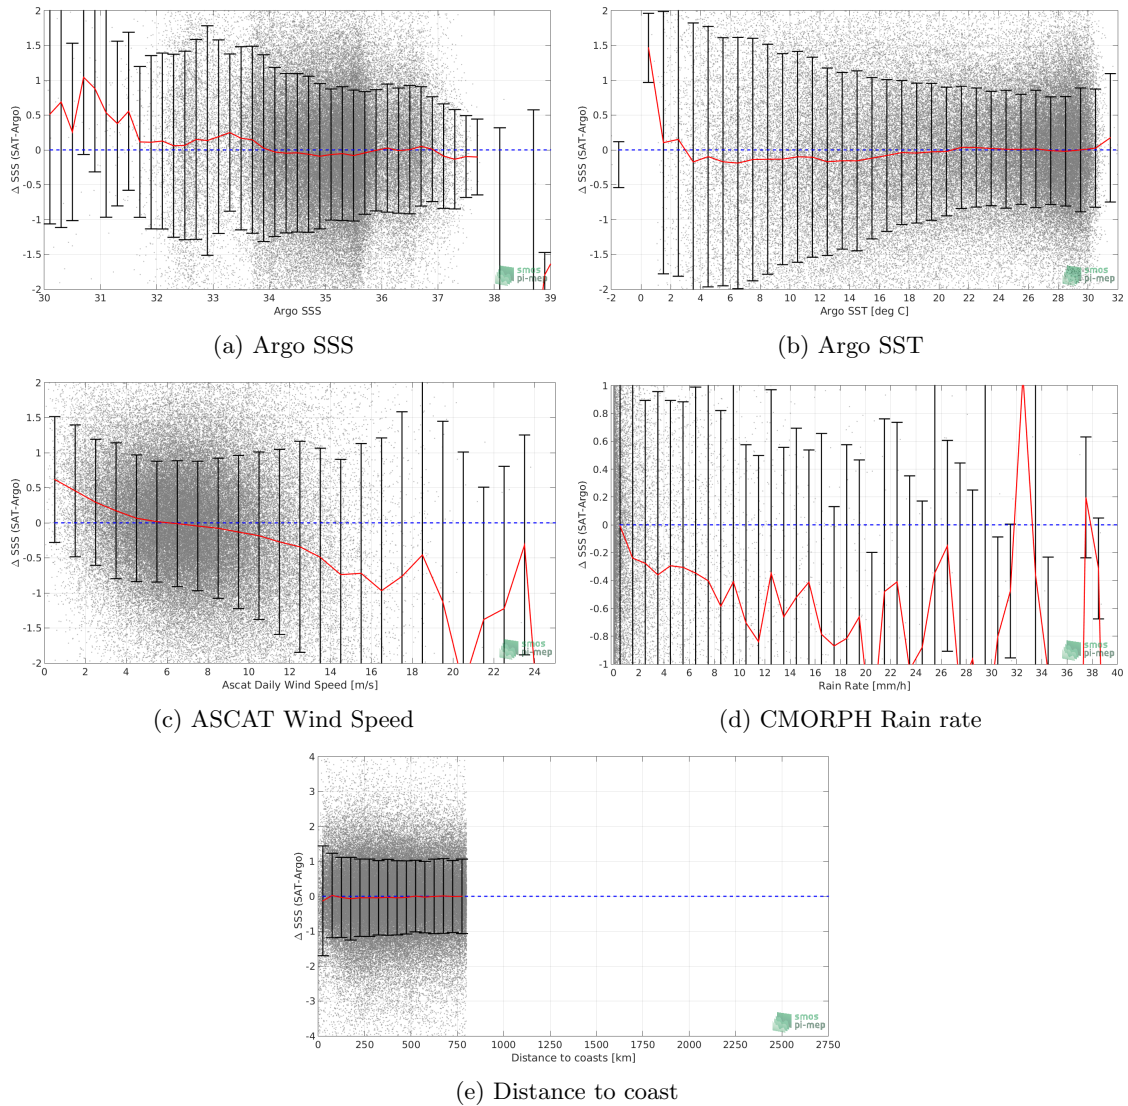 2
1.5
1
0.5
0
-0.5
-1
-1.5
-2
Δ SSS (SAT-Argo)
30 31 32 33 34 35 36 37 38 39
Argo SSS
smos
pi-mep
(a) Argo SSS
2
1.5
1
0.5
0
-0.5
-1
-1.5
-2
Δ SSS (SAT-Argo)
-2 0 2 4 6 8 10 12 14 16 18 20 22 24 26 28 30 32
Argo SST [deg C]
smos
pi-mep
(b) Argo SST
2
1.5
1
0.5
0
-0.5
-1
-1.5
-2
Δ SSS (SAT-Argo)
0 2 4 6 8 10 12 14 16 18 20 22 24
Ascat Daily Wind Speed [m/s]
smos
pi-mep
(c) ASCAT Wind Speed
1
0.8
0.6
0.4
0.2
0
-0.2
-0.4
-0.6
-0.8
-1
Δ SSS (SAT-Argo)
0 2 4 6 8 10 12 14 16 18 20 22 24 26 28 30 32 34 36 38 40
Rain Rate [mm/h]
smos
pi-mep
(d) CMORPH Rain rate
4
3
2
1
0
-1
-2
-3
-4
Δ SSS (SAT-Argo)
0 250 500 750 1000 1250 1500 1750 2000 2250 2500 2750
Distance to coasts [km]
smos
pi-mep
(e) Distance to coast